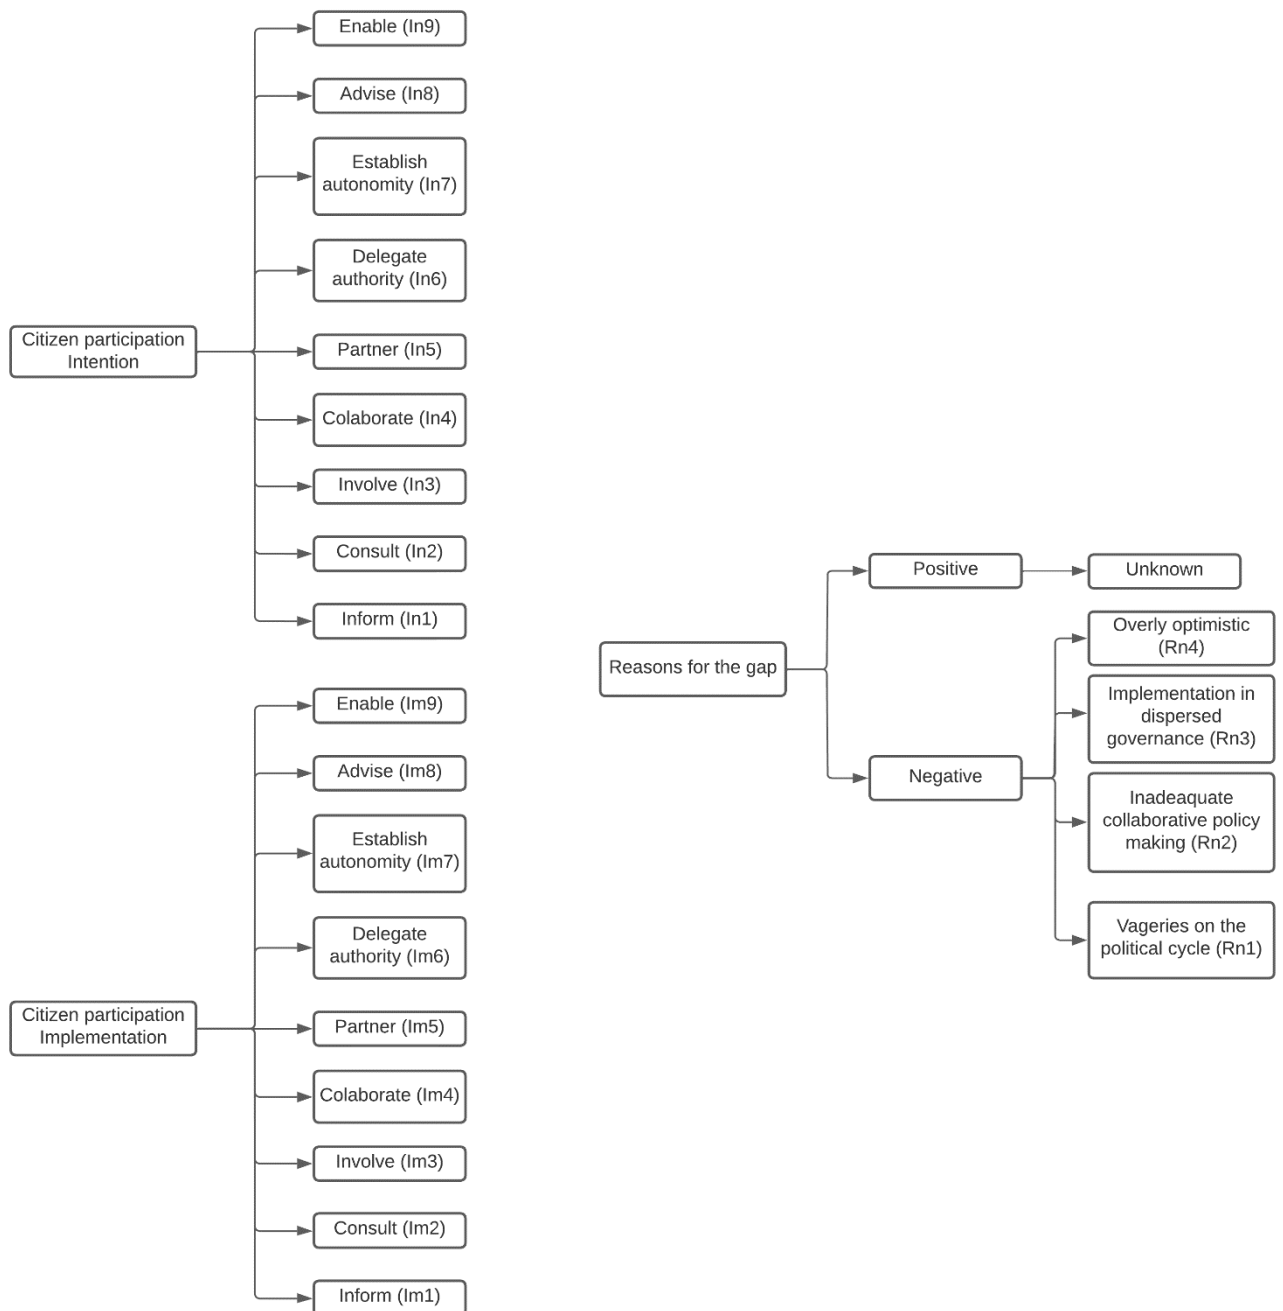 Enable (In9)
Advise (In8)
Establish
autonomity (In7)
Delegate
authority (In6)
Citizen participation
Intention
Partner (In5)
Colaborate (In4)
Involve (In3)
Consult (In2)
Inform (In1)
Enable (Im9)
Advise (Im8)
Establish
autonomity (Im7)
Delegate
authority (Im6)
Citizen participation
Implementation
Partner (Im5)
Colaborate (Im4)
Involve (Im3)
Consult (Im2)
Inform (Im1)
Reasons for the gap
Positive
Unknown
Negative
Overly optimistic
(Rn4)
Implementation in
dispersed
governance (Rn3)
Inadeaquate
collaborative policy
making (Rn2)
Vageries on the
political cycle (Rn1)